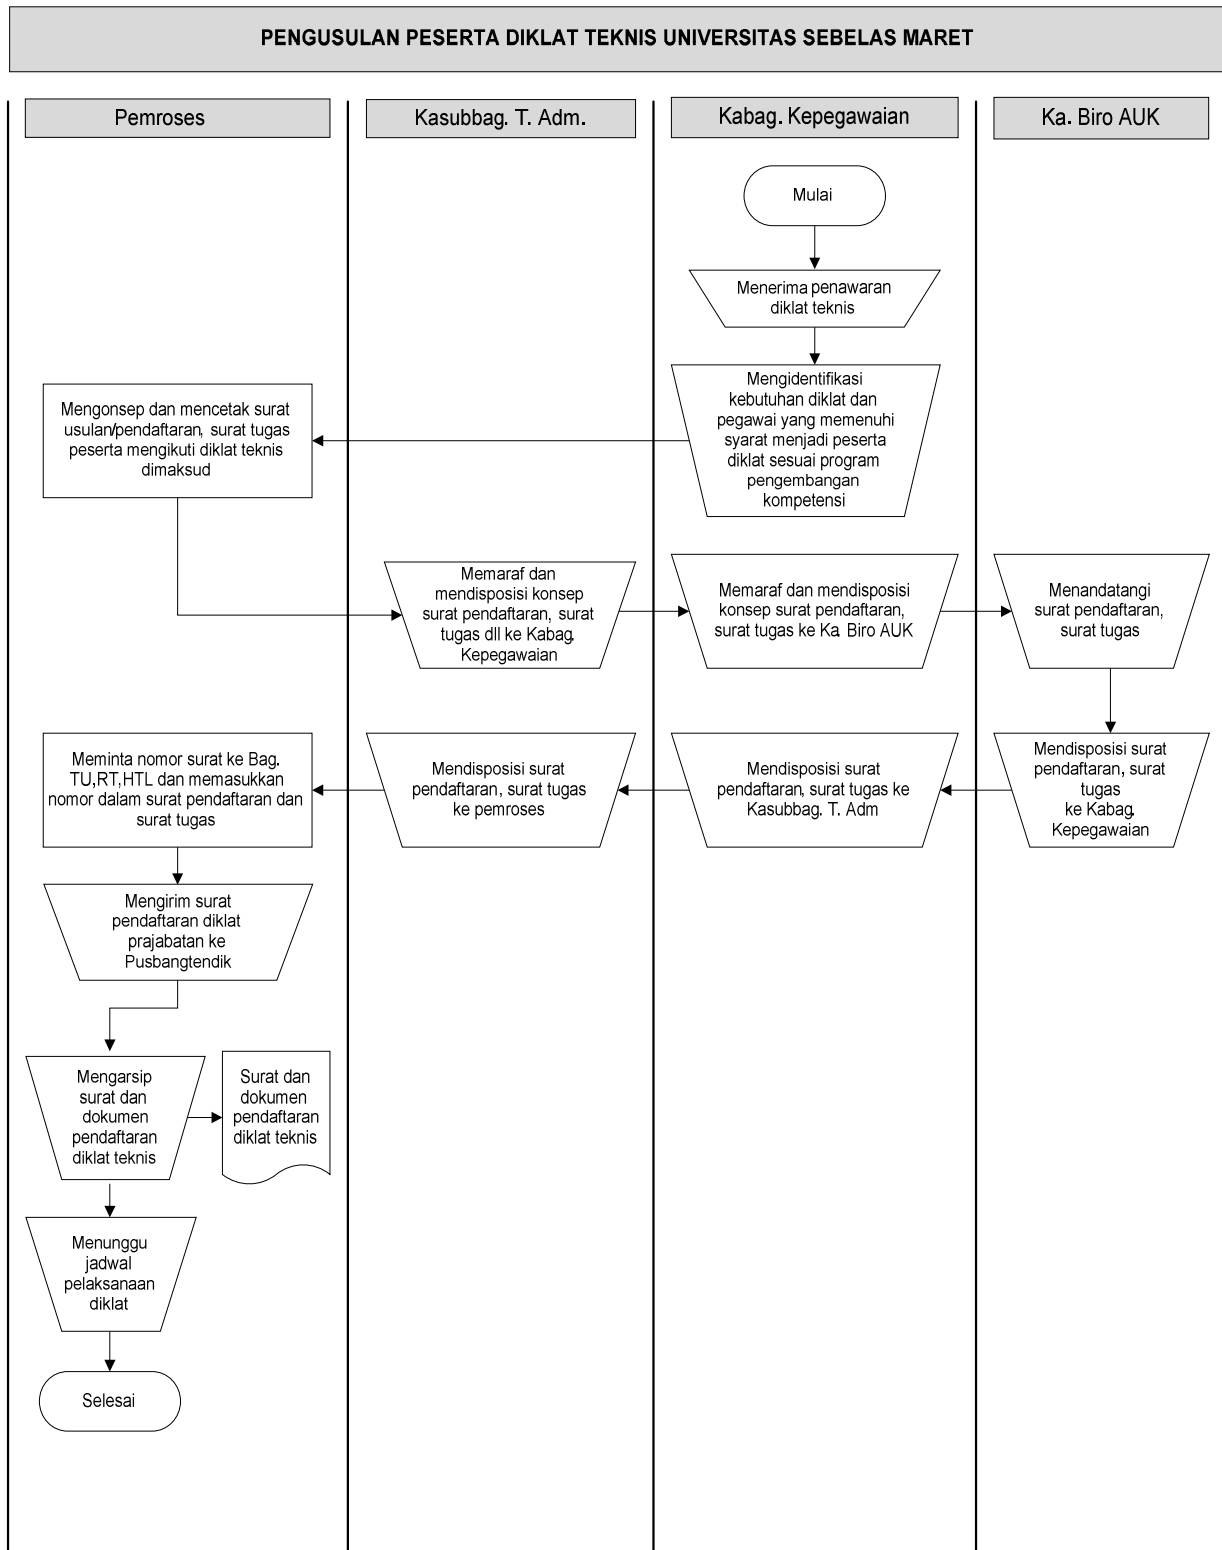 PENGUSULAN PESERTA DIKLAT TEKNIS UNIVERSITAS SEBELAS MARET
Pemroses
Kasubbag. T. Adm.
Kabag. Kepegawaian
Ka. Biro AUK
Mulai
Menerima penawaran
diklat teknis
Mengidentifikasi
kebutuhan diklat dan
pegawai yang memenuhi
syarat menjadi peserta
diklat sesuai program
pengembangan
kompetensi
Mengonsep dan mencetak surat
usulan/pendaftaran, surat tugas
peserta mengikuti diklat teknis
dimaksud
Memaraf dan
mendisposisi konsep
surat pendaftaran, surat
tugas dll ke Kabag.
Kepegawaian
Memaraf dan mendisposisi
konsep surat pendaftaran,
surat tugas ke Ka. Biro AUK
Menandatangi
surat pendaftaran,
surat tugas
Mendisposisi surat
pendaftaran, surat
tugas
ke Kabag.
Kepegawaian
Mendisposisi surat
pendaftaran, surat tugas ke
Kasubbag. T. Adm
Mendisposisi surat
pendaftaran, surat tugas
ke pemroses
Meminta nomor surat ke Bag.
TU,RT,HTL dan memasukkan
nomor dalam surat pendaftaran dan
surat tugas
Mengirim surat
pendaftaran diklat
prajabatan ke
Pusbangtendik
Mengarsip
surat dan
dokumen
pendaftaran
diklat teknis
Surat dan
dokumen
pendaftaran
diklat teknis
Menunggu
jadwal
pelaksanaan
diklat
Selesai